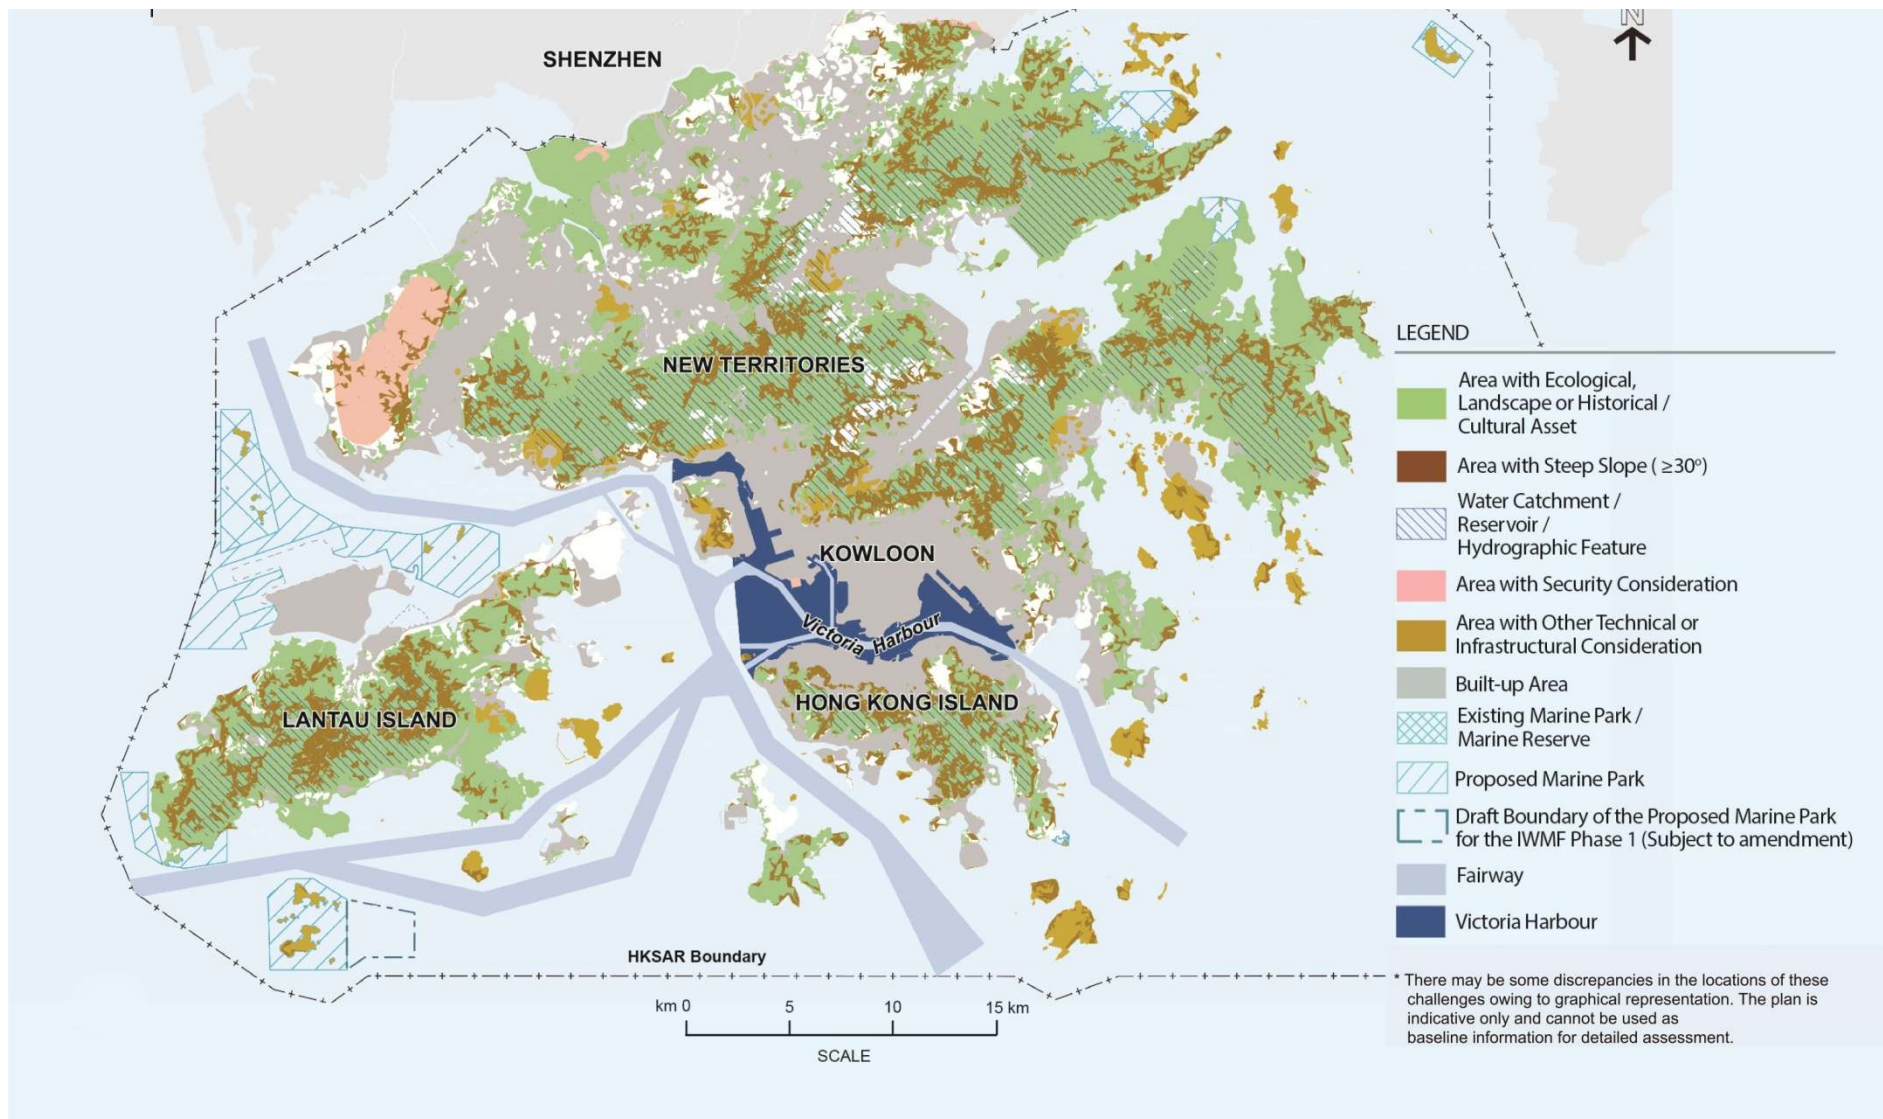 N
SHENZHEN
NEW TERRITORIES
KOWLOON
Victoria Harbour
HONG KONG ISLAND
LANTAU ISLAND
HKSAR Boundary
km 0 5 10 15 km
SCALE
LEGEND
Area with Ecological,
Landscape or Historical /
Cultural Asset
Area with Steep Slope ( ≥30º)
Water Catchment /
Reservoir /
Hydrographic Feature
Area with Security Consideration
Area with Other Technical or
Infrastructural Consideration
Built-up Area
Existing Marine Park /
Marine Reserve
Proposed Marine Park
Draft Boundary of the Proposed Marine Park
for the IWMF Phase 1 (Subject to amendment)
Fairway
Victoria Harbour
* There may be some discrepancies in the locations of these
challenges owing to graphical representation. The plan is
indicative only and cannot be used as
baseline information for detailed assessment.